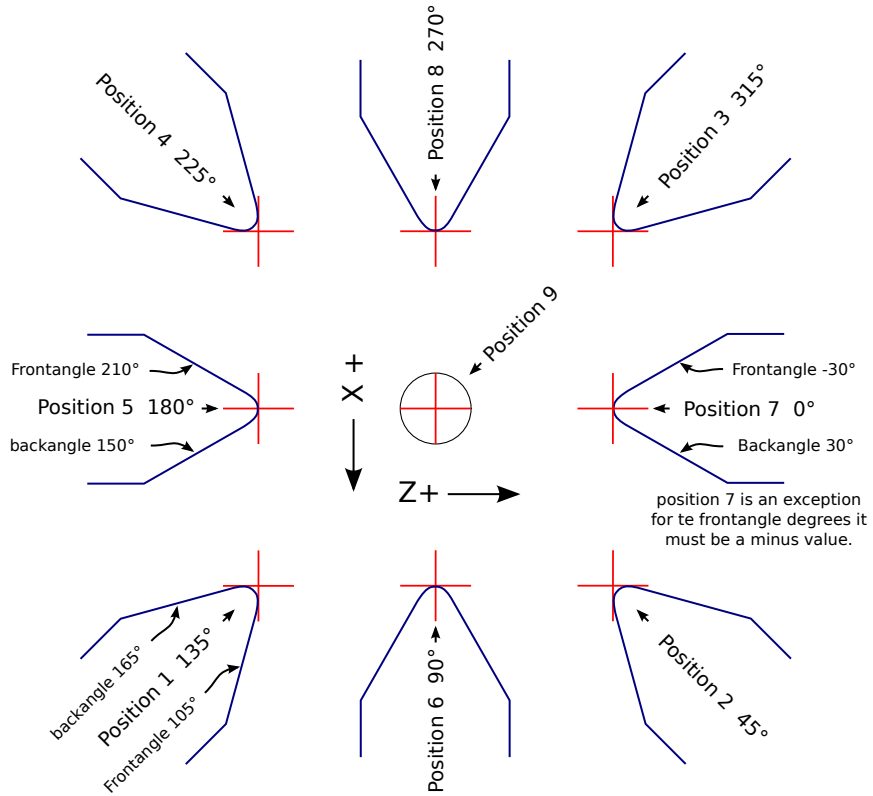 Position 4  225°
Position 8  270°
Position 3  315°
Frontangle 210°
Position 5  180°
backangle 150°
X +
Position 9
Z+
Frontangle -30°
Position 7  0°
Backangle 30°
position 7 is an exception
for te frontangle degrees it
must be a minus value.
backangle 165°
Position 1  135°
Frontangle 105°
Position 6  90°
Position 2  45°